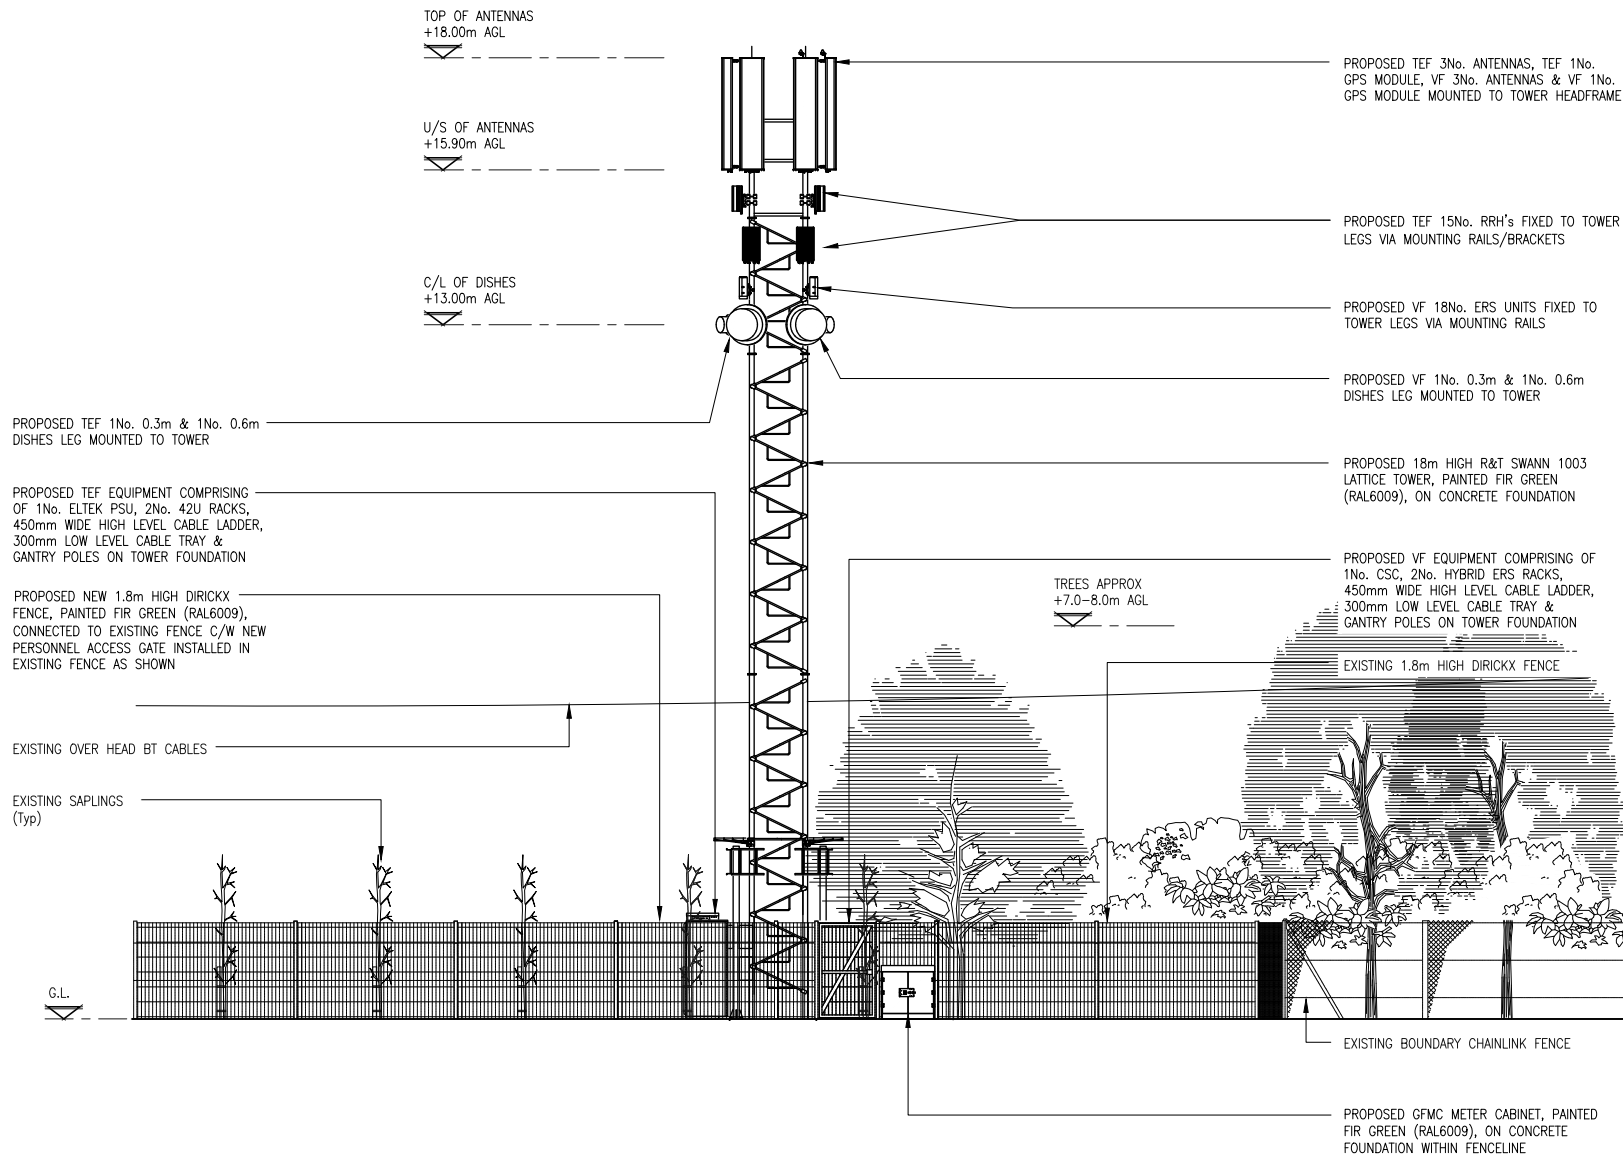 TOP OF ANTENNAS
+18.00m AGL
U/S OF ANTENNAS
+15.90m AGL
C/L OF DISHES
+13.00m AGL
PROPOSED TEF 1No. 0.3m & 1No. 0.6m
DISHES LEG MOUNTED TO TOWER
PROPOSED TEF EQUIPMENT COMPRISING
OF 1No. ELTEK PSU, 2No. 42U RACKS,
450mm WIDE HIGH LEVEL CABLE LADDER,
300mm LOW LEVEL CABLE TRAY &
GANTRY POLES ON TOWER FOUNDATION
PROPOSED NEW 1.8m HIGH DIRICKX
FENCE, PAINTED FIR GREEN (RAL6009),
CONNECTED TO EXISTING FENCE C/W NEW
PERSONNEL ACCESS GATE INSTALLED IN
EXISTING FENCE AS SHOWN
EXISTING OVER HEAD BT CABLES
EXISTING SAPLINGS
(Typ)
G.L.
TREES APPROX
+7.0-8.0m AGL
PROPOSED TEF 3No. ANTENNAS, TEF 1No.
GPS MODULE, VF 3No. ANTENNAS & VF 1No.
GPS MODULE MOUNTED TO TOWER HEADFRAME
PROPOSED TEF 15No. RRH's FIXED TO TOWER
LEGS VIA MOUNTING RAILS/BRACKETS
PROPOSED VF 18No. ERS UNITS FIXED TO
TOWER LEGS VIA MOUNTING RAILS
PROPOSED VF 1No. 0.3m & 1No. 0.6m
DISHES LEG MOUNTED TO TOWER
PROPOSED 18m HIGH R&T SWANN 1003
LATTICE TOWER, PAINTED FIR GREEN
(RAL6009), ON CONCRETE FOUNDATION
PROPOSED VF EQUIPMENT COMPRISING OF
1No. CSC, 2No. HYBRID ERS RACKS,
450mm WIDE HIGH LEVEL CABLE LADDER,
300mm LOW LEVEL CABLE TRAY &
GANTRY POLES ON TOWER FOUNDATION
EXISTING 1.8m HIGH DIRICKX FENCE
EXISTING BOUNDARY CHAINLINK FENCE
PROPOSED GFMC METER CABINET, PAINTED
FIR GREEN (RAL6009), ON CONCRETE
FOUNDATION WITHIN FENCELINE